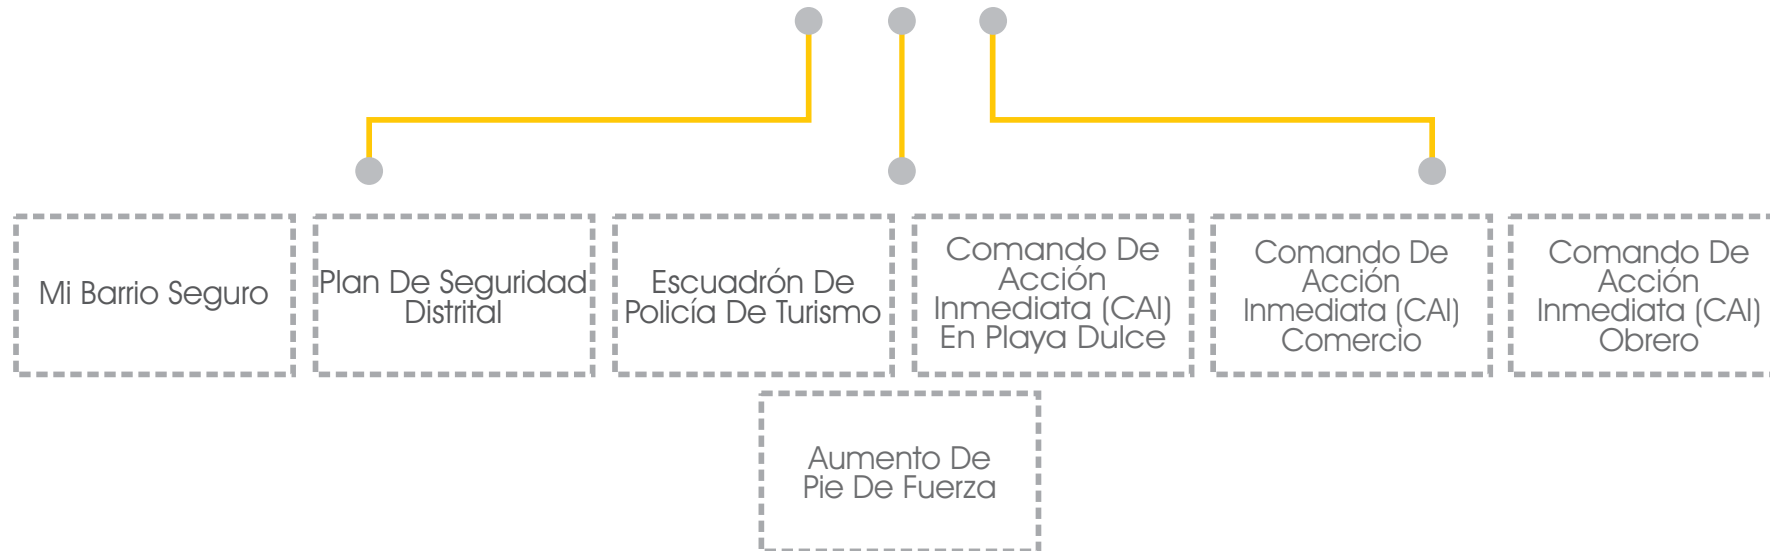 Mi Barrio Seguro
Plan De Seguridad
Distrital
Escuadrón De
Policía De Turismo
Comando De
Acción
Inmediata (CAI)
En Playa Dulce
Comando De
Acción
Inmediata (CAI)
Comercio
Comando De
Acción
Inmediata (CAI)
Obrero
Aumento De
Pie De Fuerza